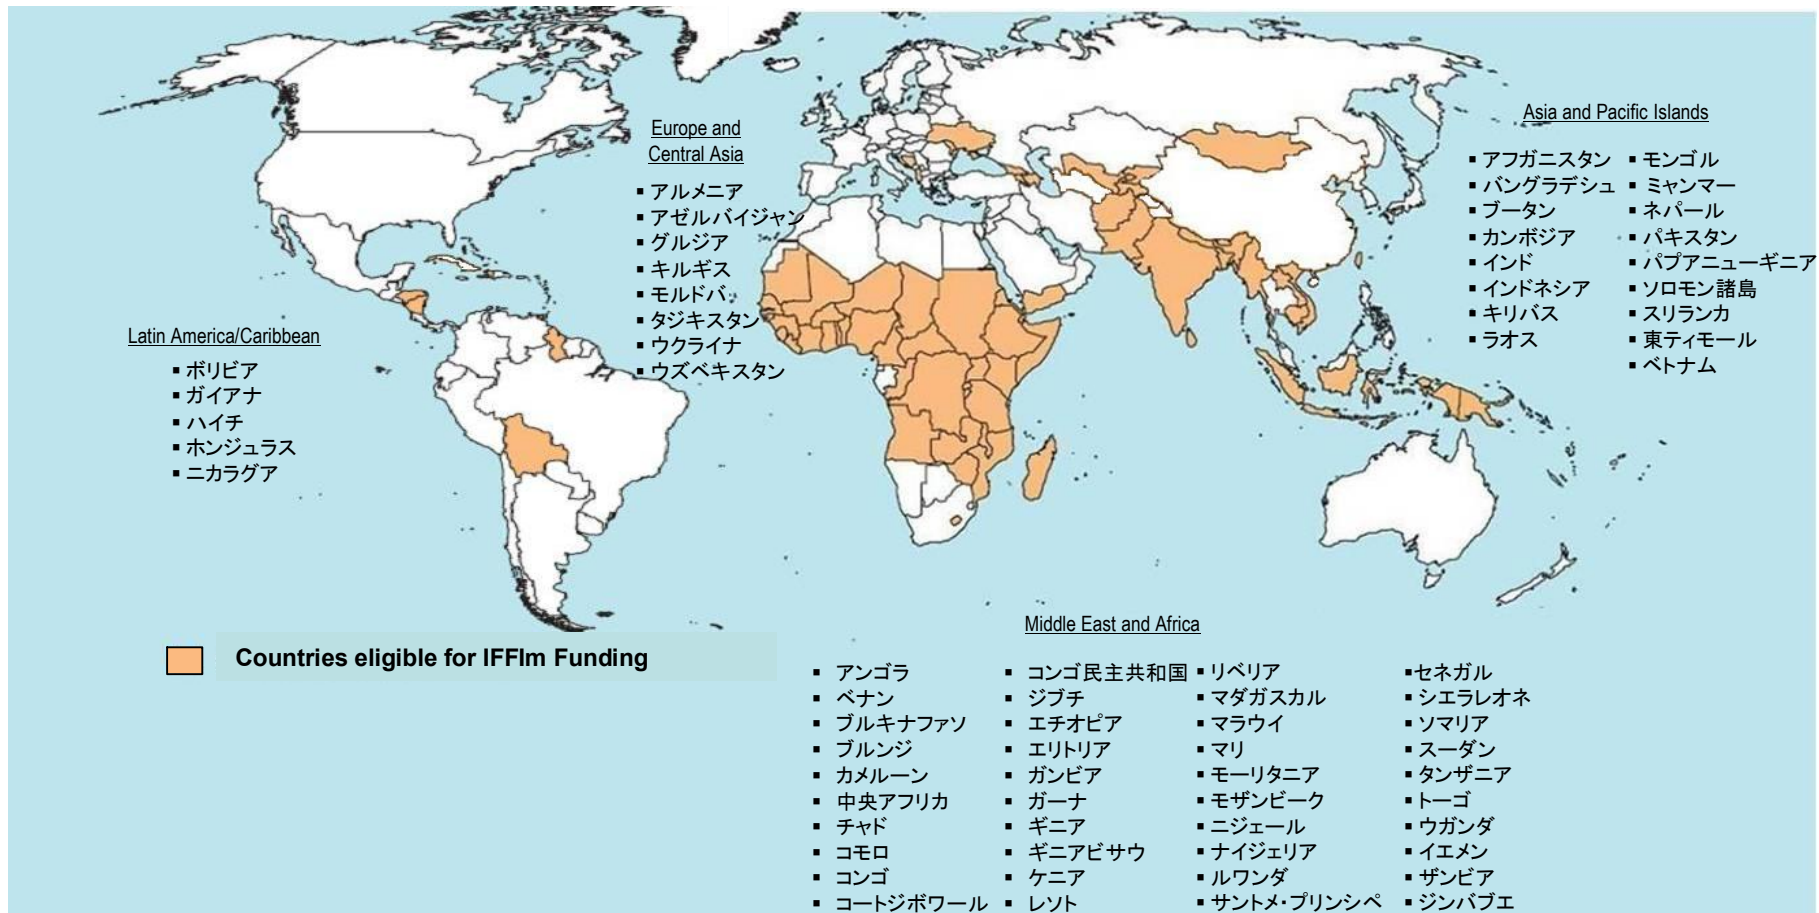 Europe and
Central Asia
▪ アルメニア
▪ アゼルバイジャン
▪ グルジア
▪ キルギス
▪ モルドバ
▪ タジキスタン
▪ ウクライナ
▪ ウズベキスタン
Asia and Pacific Islands
▪ アフガニスタン
▪ バングラデシュ
▪ ブータン
▪ カンボジア
▪ インド
▪ インドネシア
▪ キリバス
▪ ラオス
▪ モンゴル
▪ ミャンマー
▪ ネパール
▪ パキスタン
▪ パプアニューギニア
▪ ソロモン諸島
▪ スリランカ
▪ 東ティモール
▪ ベトナム
Latin America/Caribbean
▪ ボリビア
▪ ガイアナ
▪ ハイチ
▪ ホンジュラス
▪ ニカラグア
Countries eligible for IFFIm Funding
Middle East and Africa
▪ アンゴラ
▪ ベナン
▪ ブルキナファソ
▪ ブルンジ
▪ カメルーン
▪ 中央アフリカ
▪ チャド
▪ コモロ
▪ コンゴ
▪ コートジボワール
▪ コンゴ民主共和国
▪ ジブチ
▪ エチオピア
▪ エリトリア
▪ ガンビア
▪ ガーナ
▪ ギニア
▪ ギニアビサウ
▪ ケニア
▪ レソト
▪ リベリア
▪ マダガスカル
▪ マラウイ
▪ マリ
▪ モーリタニア
▪ モザンビーク
▪ ニジェール
▪ ナイジェリア
▪ ルワンダ
▪ サントメ・プリンシペ
▪ セネガル
▪ シエラレオネ
▪ ソマリア
▪ スーダン
▪ タンザニア
▪ トーゴ
▪ ウガンダ
▪ イエメン
▪ ザンビア
▪ ジンバブエ